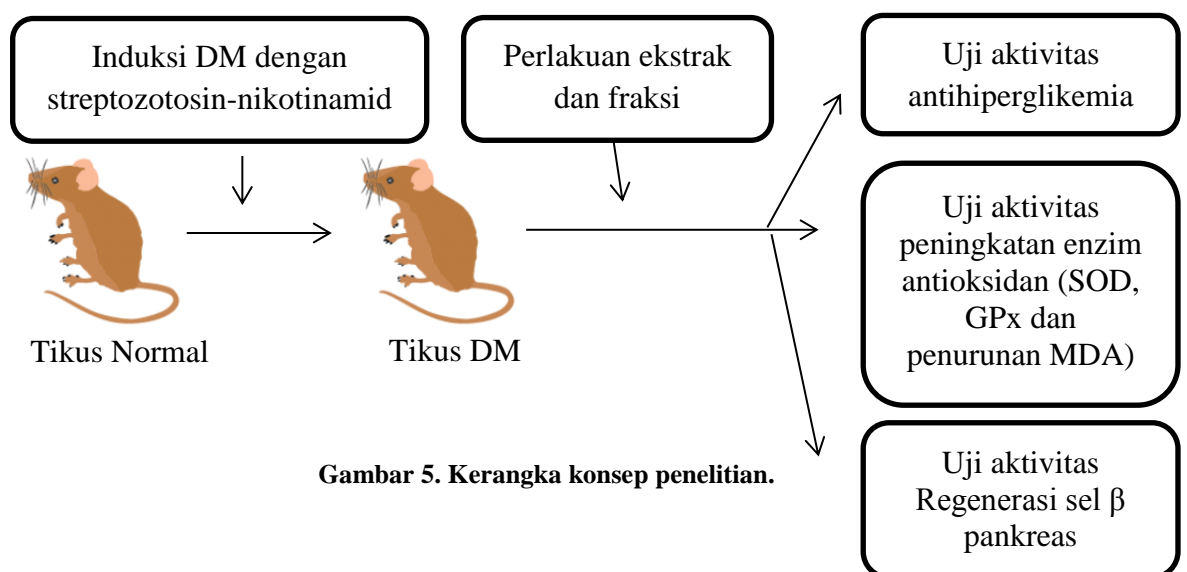 Induksi DM dengan
streptozotosin-nikotinamid
Perlakuan ekstrak
dan fraksi
Uji aktivitas
antihiperglikemia
Tikus Normal
Tikus DM
Uji aktivitas
peningkatan enzim
antioksidan (SOD,
GPx dan
penurunan MDA)
Uji aktivitas
Regenerasi sel β
pankreas
Gambar 5. Kerangka konsep penelitian.